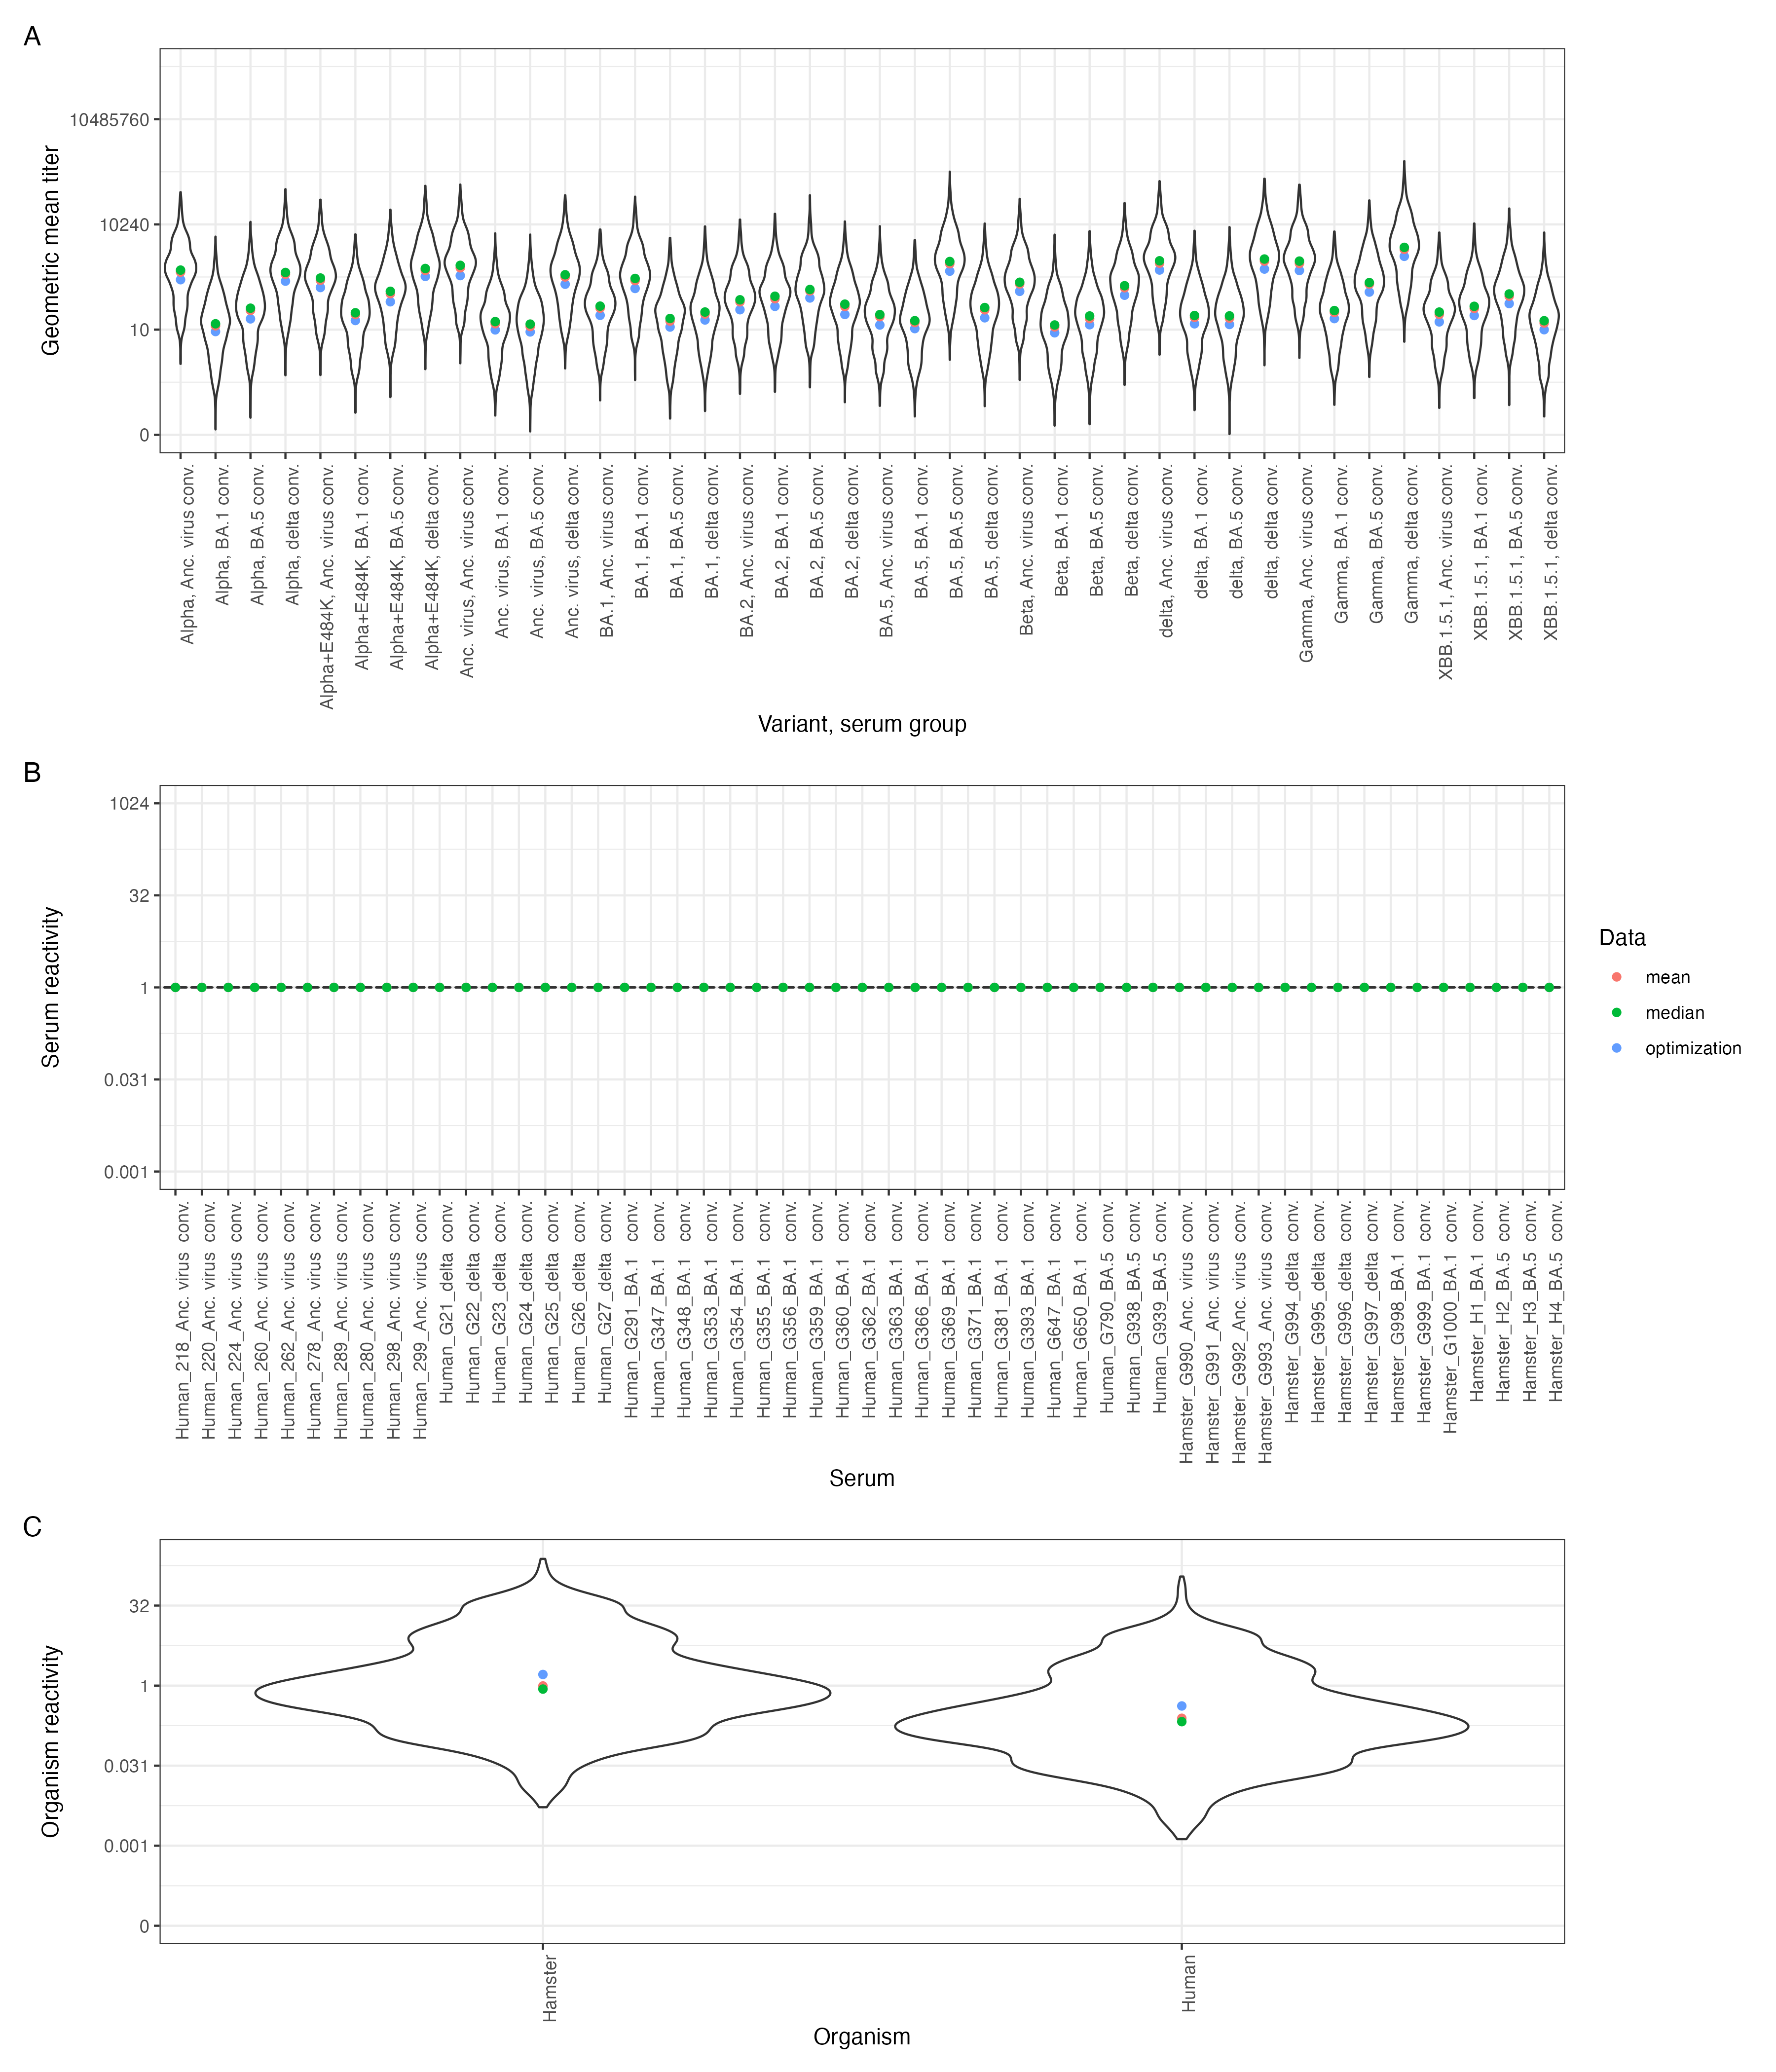 A
Geometric mean titer
10485760
10240
10
0
Alpha, Anc. virus conv.
Alpha, BA.1 conv.
Alpha, BA.5 conv.
Alpha, delta conv.
Alpha+E484K, Anc. virus conv.
Alpha+E484K, BA.1 conv.
Alpha+E484K, BA.5 conv.
Alpha+E484K, delta conv.
Anc. virus, Anc. virus conv.
Anc. virus, BA.1 conv.
Anc. virus, BA.5 conv.
Anc. virus, delta conv.
BA.1, Anc. virus conv.
BA.1, BA.1 conv.
BA.1, BA.5 conv.
BA.1, delta conv.
BA.2, Anc. virus conv.
BA.2, BA.1 conv.
BA.2, BA.5 conv.
BA.2, delta conv.
BA.5, Anc. virus conv.
BA.5, BA.1 conv.
BA.5, BA.5 conv.
BA.5, delta conv.
Beta, Anc. virus conv.
Beta, BA.1 conv.
Beta, BA.5 conv.
Beta, delta conv.
delta, Anc. virus conv.
delta, BA.1 conv.
delta, BA.5 conv.
delta, delta conv.
Gamma, Anc. virus conv.
Gamma, BA.1 conv.
Gamma, BA.5 conv.
Gamma, delta conv.
XBB.1.5.1, Anc. virus conv.
XBB.1.5.1, BA.1 conv.
XBB.1.5.1, BA.5 conv.
XBB.1.5.1, delta conv.
Variant, serum group
B
Serum reactivity
1024
32
1
0.031
0.001
Human_218_Anc. virus conv.
Human_220_Anc. virus conv.
Human_224_Anc. virus conv.
Human_260_Anc. virus conv.
Human_262_Anc. virus conv.
Human_278_Anc. virus conv.
Human_289_Anc. virus conv.
Human_280_Anc. virus conv.
Human_298_Anc. virus conv.
Human_299_Anc. virus conv.
Human_G21_delta conv.
Human_G22_delta conv.
Human_G23_delta conv.
Human_G24_delta conv.
Human_G25_delta conv.
Human_G26_delta conv.
Human_G27_delta conv.
Human_G291_BA.1 conv.
Human_G347_BA.1 conv.
Human_G348_BA.1 conv.
Human_G353_BA.1 conv.
Human_G354_BA.1 conv.
Human_G355_BA.1 conv.
Human_G356_BA.1 conv.
Human_G359_BA.1 conv.
Human_G360_BA.1 conv.
Human_G362_BA.1 conv.
Human_G363_BA.1 conv.
Human_G366_BA.1 conv.
Human_G369_BA.1 conv.
Human_G371_BA.1 conv.
Human_G381_BA.1 conv.
Human_G393_BA.1 conv.
Human_G647_BA.1 conv.
Human_G650_BA.1 conv.
Human_G790_BA.5 conv.
Human_G938_BA.5 conv.
Human_G939_BA.5 conv.
Hamster_G990_Anc. virus conv.
Hamster_G991_Anc. virus conv.
Hamster_G992_Anc. virus conv.
Hamster_G993_Anc. virus conv.
Hamster_G994_delta conv.
Hamster_G995_delta conv.
Hamster_G996_delta conv.
Hamster_G997_delta conv.
Hamster_G998_BA.1 conv.
Hamster_G999_BA.1 conv.
Hamster_G1000_BA.1 conv.
Hamster_H1_BA.1 conv.
Hamster_H2_BA.5 conv.
Hamster_H3_BA.5 conv.
Hamster_H4_BA.5 conv.
Serum
Data
mean
median
optimization
C
Organism reactivity
32
1
0.031
0.001
0
Hamster
Human
Organism